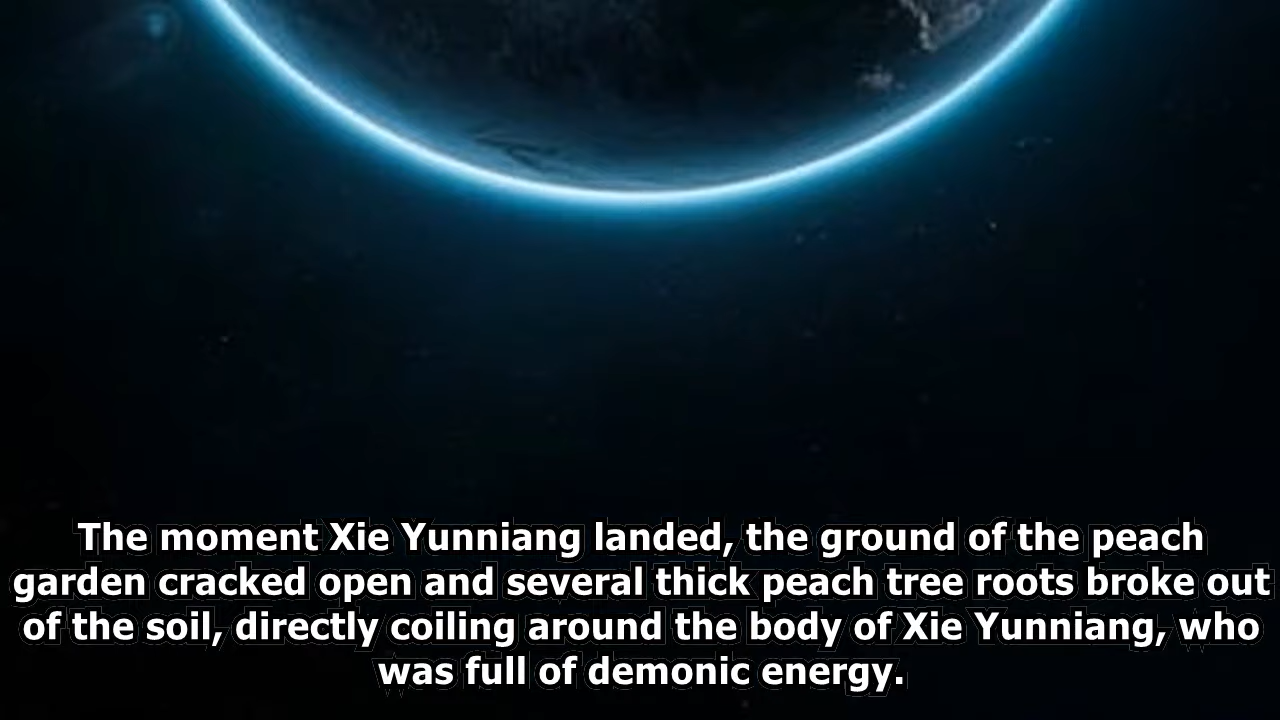 The moment Xie Yunniang landed, the ground of the peach
garden cracked open and several thick peach tree roots broke out
of the soil, directly coiling around the body of Xie Yunniang, who
was full of demonic energy.